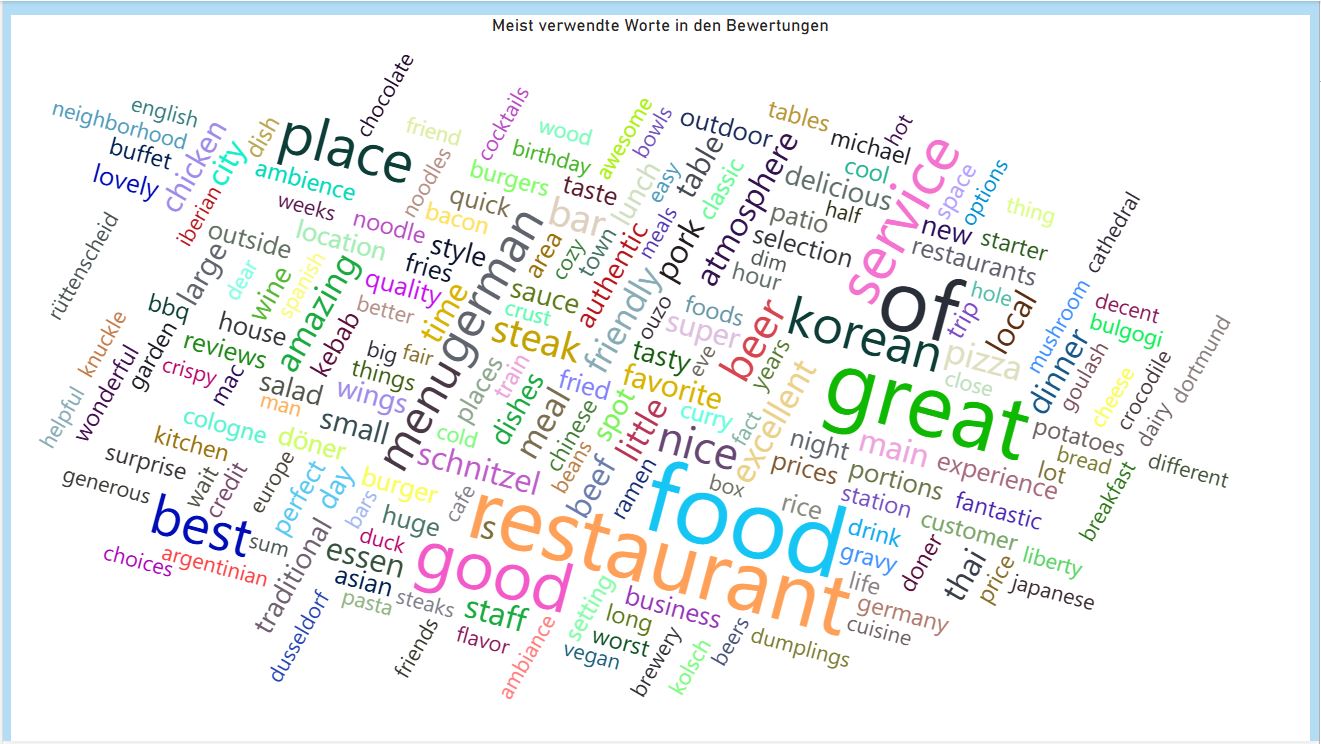 Meist verwendte Worte in den Bewertungen
chocolate
english
neighborhood
buffet
lovely
chicken
city
dish
place
ambience
iberian
friend
cocktails
wood
birthday
awesome
bowls
outdoor
tables
michael
hot
cool
service
space
options
thing
cathedral
noodles
burgers
taste
lunch
easy
table
classic
atmosphere
delicious
half
weeks
noodle
bacon
quick
bar
meals
pork
patio
selection
new
starter
restaurants
rüttenscheid
outside
location
style
fries
area
cozy
town
authentic
friendly
dim
hour
large
dear
wine
spanish
amazing
quality
better
time
german
menu
sauce
crust
steak
ouzo
foods
super
beer
korean
of
hole
trip
local
mushroom
decent
bulgogi
dortmund
bbq
house
garden
reviews
crispy
mac
kebab
knuckle
wonderful
helpful
big
fair
things
salad
man
wings
small
places
train
tasty
eve
years
pizza
close
dinner
goulash
cheese
crocodile
dairy
fried
favorite
dishes
meal
chinese
spot
little
curry
fact
excellent
great
cologne
kitchen
döner
surprise
wait
credit
generous
europe
perfect
day
cold
schnitzel
beans
beef
ramen
nice
box
night
prices
main
portions
experience
lot
potatoes
bread
different
breakfast
best
sum
choices
argentinian
traditional
bars
burger
huge
cafe
s
duck
essen
asian
pasta
steaks
good
restaurant
food
rice
station
drink
gravy
customer
fantastic
liberty
doner
thai
price
japanese
life
germany
cuisine
dusseldorf
friends
staff
flavor
ambiance
setting
business
long
worst
vegan
brewery
kolsch
beers
dumplings